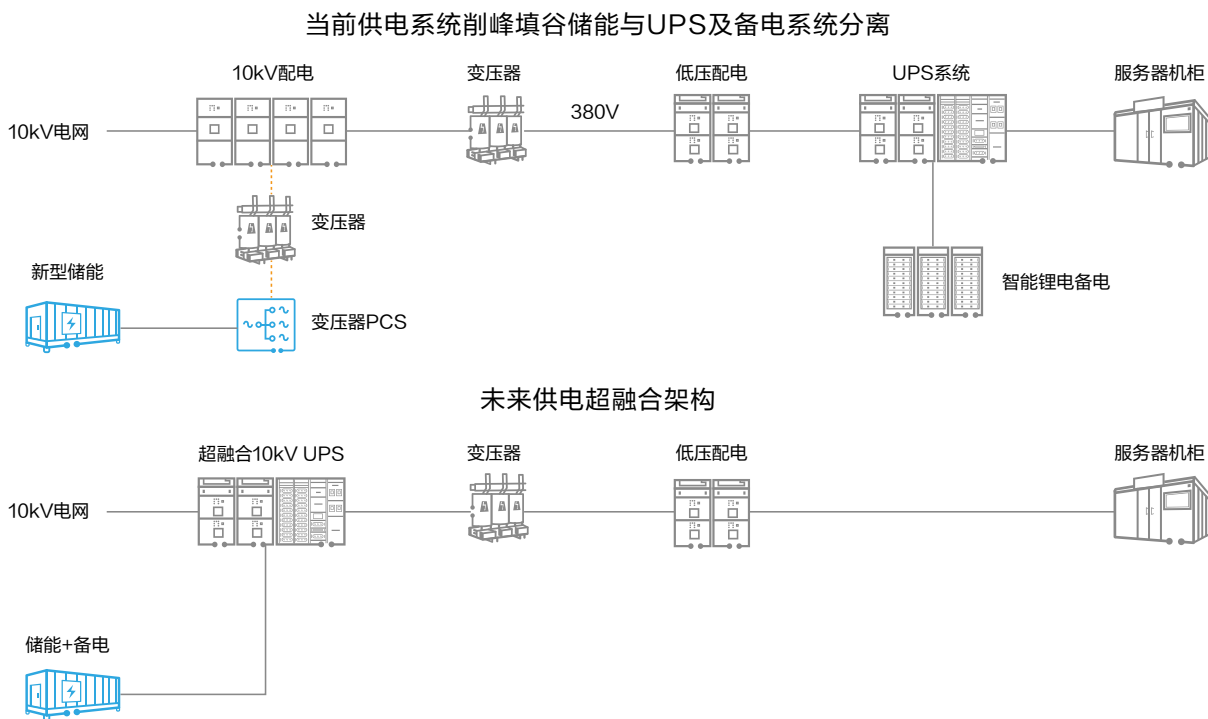 当前供电系统削峰填谷储能与UPS及备电系统分离
10kV配电
变压器
低压配电
UPS系统
服务器机柜
10kV电网
380V
变压器
新型储能
智能锂电备电
变压器PCS
未来供电超融合架构
超融合10kV UPS
变压器
低压配电
服务器机柜
10kV电网
储能+备电